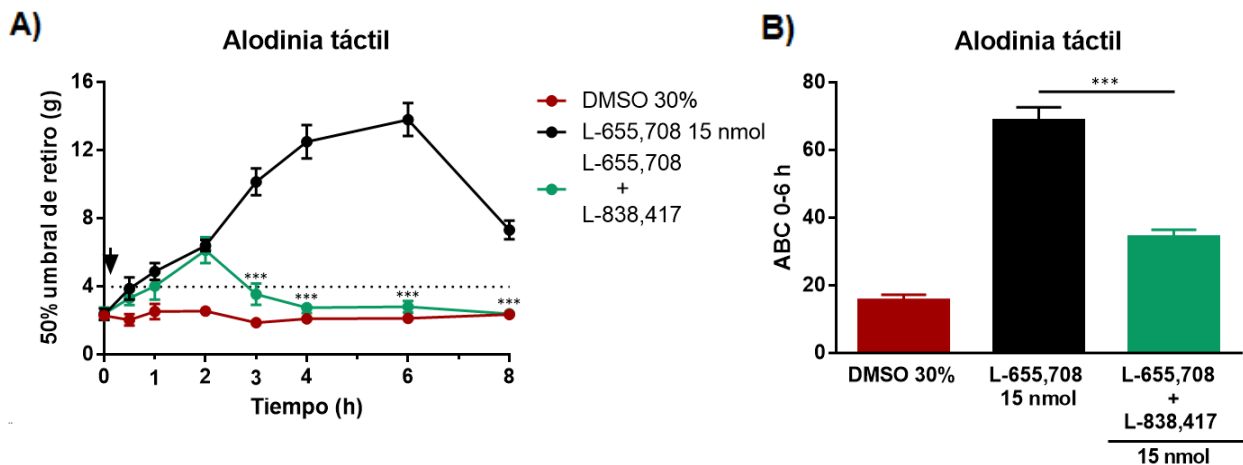 A)
Alodinia táctil
50% umbral de retiro (g)
16
12
8
4
0
***
***
***
***
0
1
2
3
4
6
8
Tiempo (h)
DMSO 30%
L-655,708 15 nmol
L-655,708
+
L-838,417
B)
Alodinia táctil
ABC 0-6 h
80
60
40
20
0
***
DMSO 30%
L-655,708
15 nmol
L-655,708
+
L-838,417
15 nmol